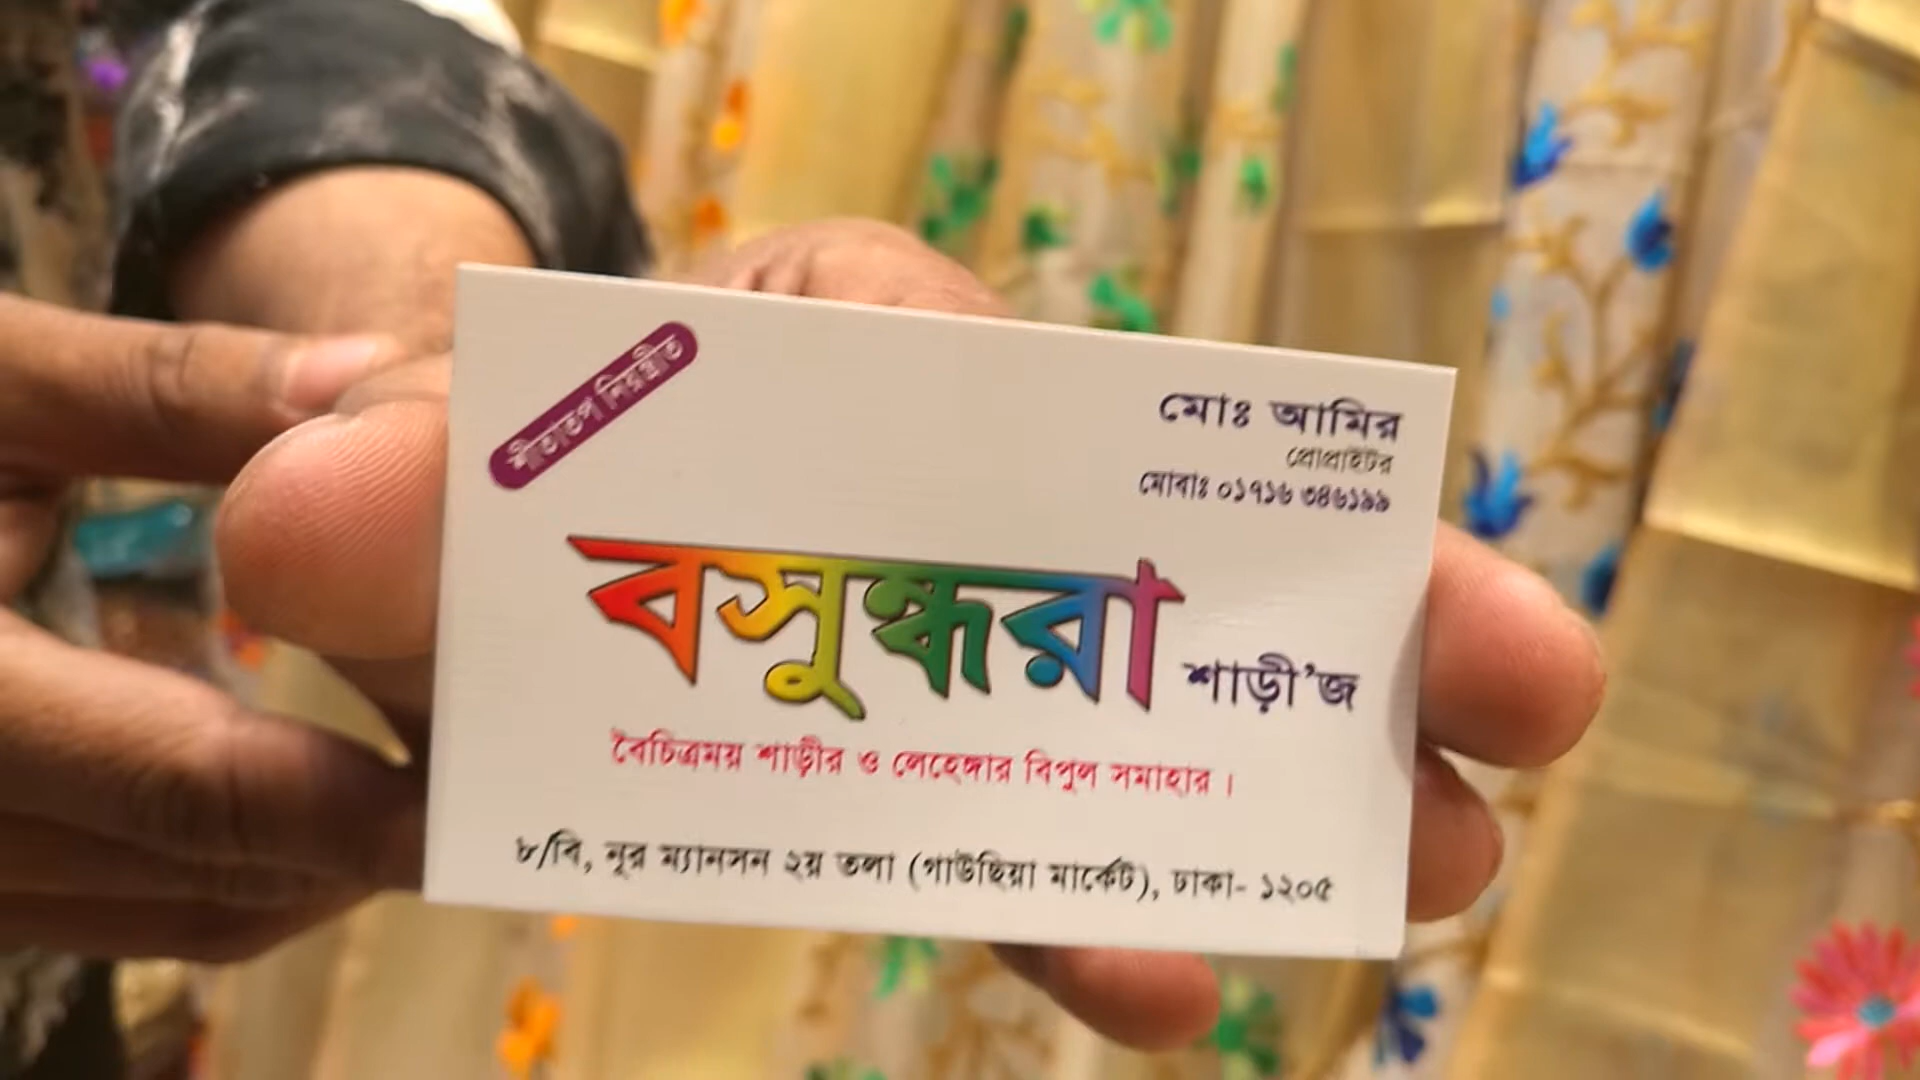 শীতাতপ নিয়ন্ত্রীত
মোঃ আমির
প্রোপ্রাইটর
মোবাঃ ০১৭১৬ ৩৪৬১৯৯
বসুন্ধরা শাড়ী'জ
বৈচিত্রময় শাড়ীর ও লেহেঙ্গার বিপুল সমাহার।
৮/বি, নূর ম্যানসন ২য় তলা (গাউছিয়া মার্কেট), ঢাকা- ১২০৫